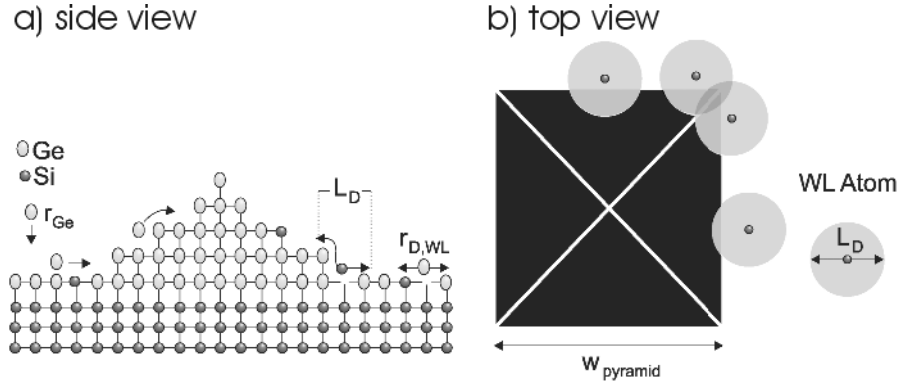 a) side view
b) top view
Ge
Si
r_Ge
L_D
r_D,WL
WL Atom
L_D
w_pyramid